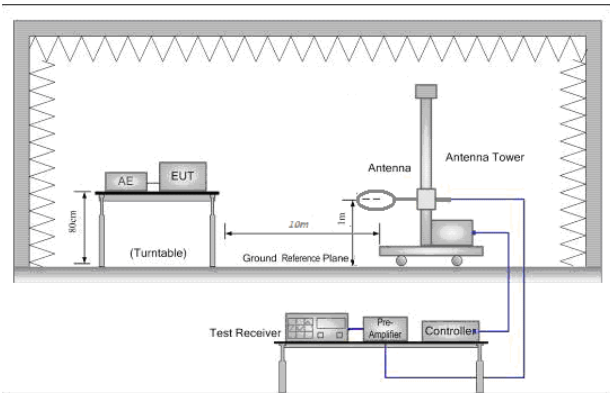 Antenna Tower
Antenna
EUT
AE
80cm
10m
1m
(Turntable)
Ground Reference Plane
Test Receiver
Pre-
Amplifier
Controller